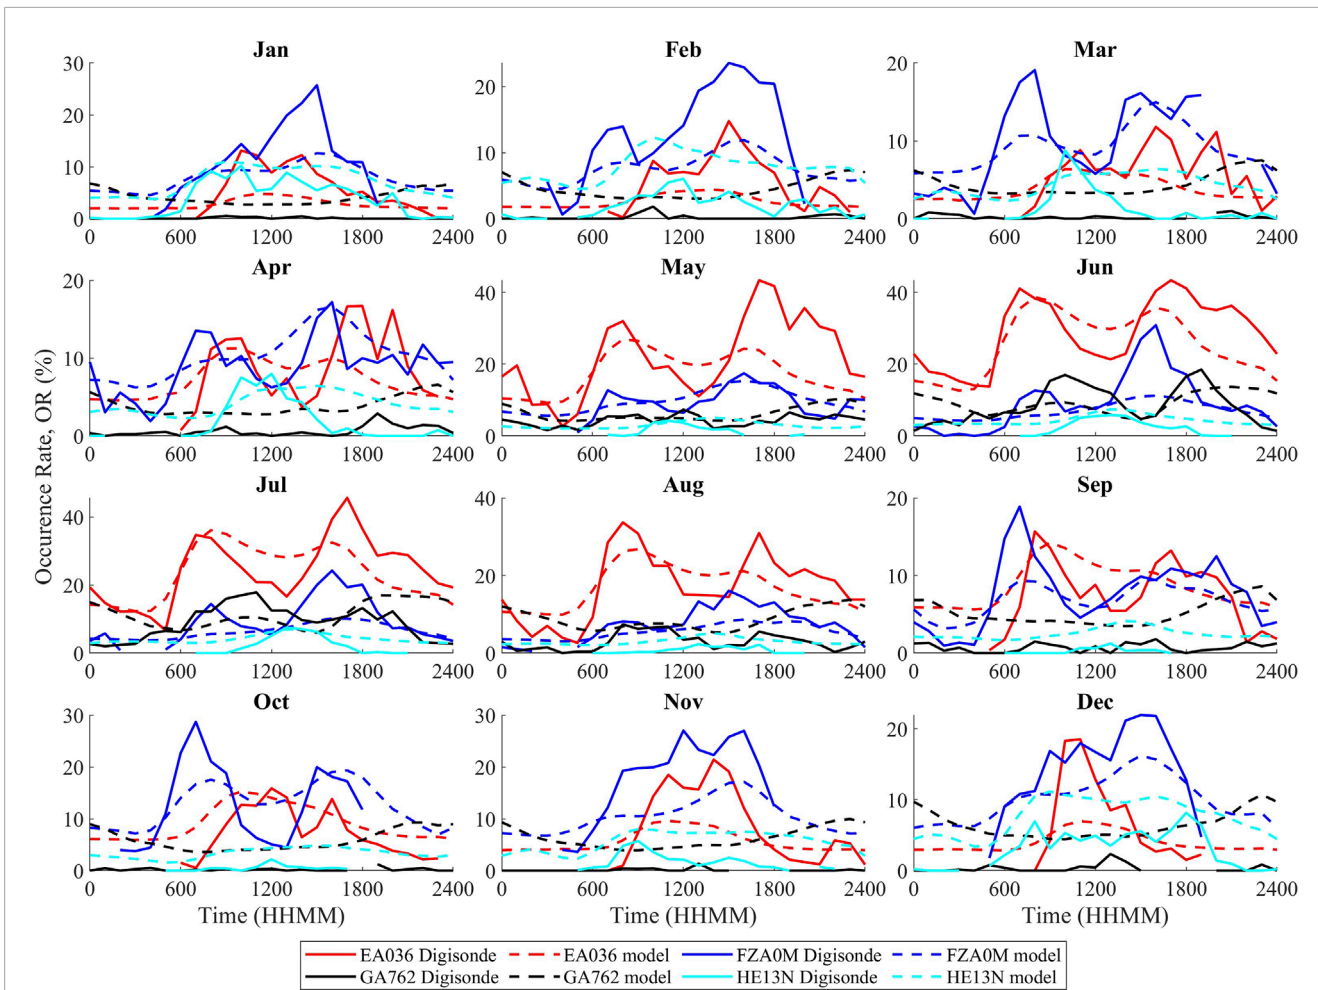 Jan Feb Mar
30
20
10
0
0 600 1200 1800 2400
20
10
0
0 600 1200 1800 2400
20
10
0
0 600 1200 1800 2400
Apr May Jun
20
10
0
0 600 1200 1800 2400
40
20
0
0 600 1200 1800 2400
40
20
0
0 600 1200 1800 2400
Occurence Rate, OR (%)
Jul Aug Sep
40
20
0
0 600 1200 1800 2400
40
20
0
0 600 1200 1800 2400
20
10
0
0 600 1200 1800 2400
Oct Nov Dec
30
20
10
0
0 600 1200 1800 2400
30
20
10
0
0 600 1200 1800 2400
20
10
0
0 600 1200 1800 2400
Time (HHMM) Time (HHMM) Time (HHMM)
EA036 Digisonde EA036 model FZA0M Digisonde FZA0M model
GA762 Digisonde GA762 model HE13N Digisonde HE13N model